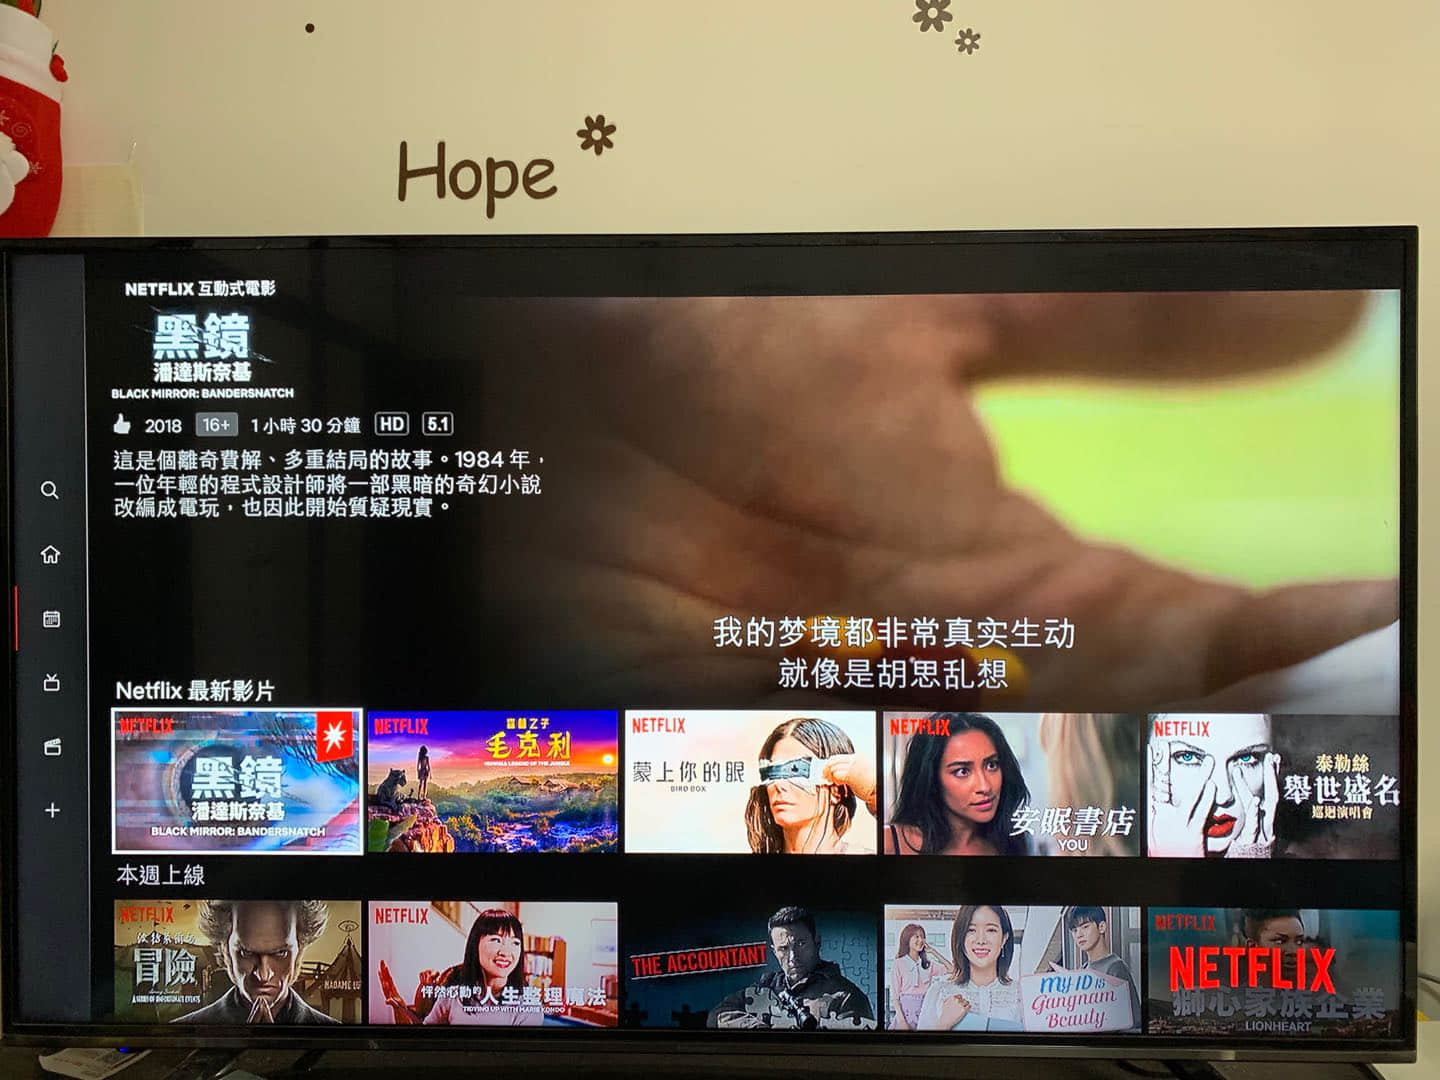 Hope
NETFLIX 互動式電影
黑鏡
潘達斯奈基
BLACK MIRROR: BANDERSNATCH
2018 16+ 1 小時 30 分鐘 HD 5.1
這是個離奇費解、多重結局的故事。1984 年，
一位年輕的程式設計師將一部黑暗的奇幻小說
改編成電玩，也因此開始質疑現實。
我的梦境都非常真实生动
就像是胡思乱想
Netflix 最新影片
NETFLIX
黑鏡
潘達斯奈基
BLACK MIRROR: BANDERSNATCH
NETFLIX
叢林之子
毛克利
MOWGLI: LEGEND OF THE JUNGLE
NETFLIX
蒙上你的眼
BIRD BOX
NETFLIX
安眠書店
YOU
NETFLIX
泰勒絲
舉世盛名
巡迴演唱會
本週上線
NETFLIX
冒險
A SERIES OF UNFORTUNATE EVENTS
MADAME LU
NETFLIX
怦然心動的人生整理魔法
TIDYING UP WITH MARIE KONDO
THE ACCOUNTANT
MY ID IS
Gangnam
Beauty
NETFLIX
NETFLIX
獅心家族企業
LIONHEART